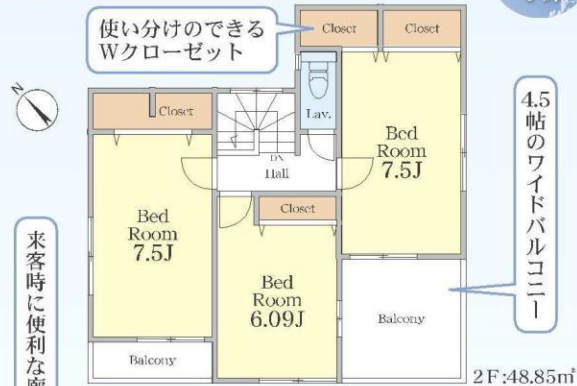 使い分けのできる
Wクローゼット
Closet
Closet
N
Closet
Lav.
Bed
Room
7.5J
4.5帖のワイドバルコニー
DN
Hall
Closet
Bed
Room
7.5J
Bed
Room
6.09J
来客時に便利な
Balcony
Balcony
2F:48.85㎡